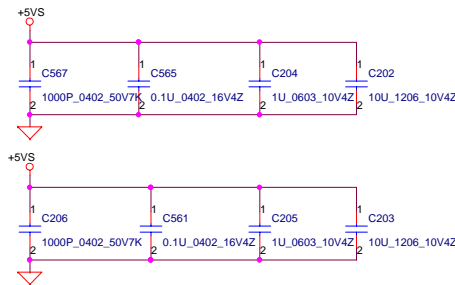 +5VS
1 1 1 1
C567 C565 C204 C202
2 2 2 2
1000P_0402_50V7K 0.1U_0402_16V4Z 1U_0603_10V4Z 10U_1206_10V4Z
+5VS
1 1 1 1
C206 C561 C205 C203
2 2 2 2
1000P_0402_50V7K 0.1U_0402_16V4Z 1U_0603_10V4Z 10U_1206_10V4Z